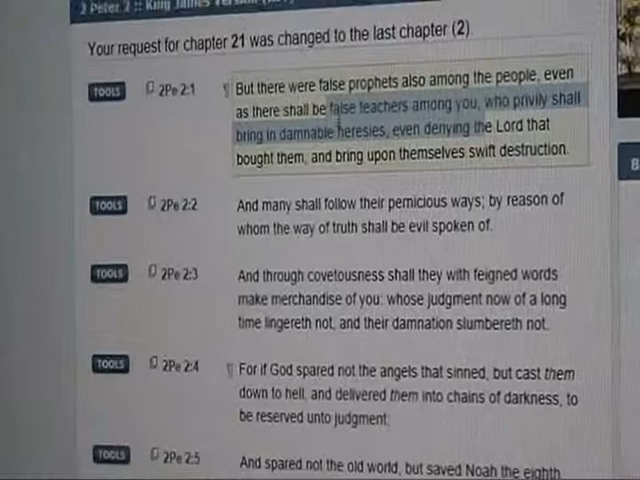 2 Peter 2 :: King James Version
Your request for chapter 21 was changed to the last chapter (2).
TOOLS 2Pe 2:1 ¶ But there were false prophets also among the people, even
as there shall be false teachers among you, who privily shall
bring in damnable heresies, even denying the Lord that
bought them, and bring upon themselves swift destruction.
TOOLS 2Pe 2:2 And many shall follow their pernicious ways; by reason of
whom the way of truth shall be evil spoken of.
TOOLS 2Pe 2:3 And through covetousness shall they with feigned words
make merchandise of you: whose judgment now of a long
time lingereth not, and their damnation slumbereth not.
TOOLS 2Pe 2:4 ¶ For if God spared not the angels that sinned, but cast them
down to hell, and delivered them into chains of darkness, to
be reserved unto judgment;
TOOLS 2Pe 2:5 And spared not the old world, but saved Noah the eighth